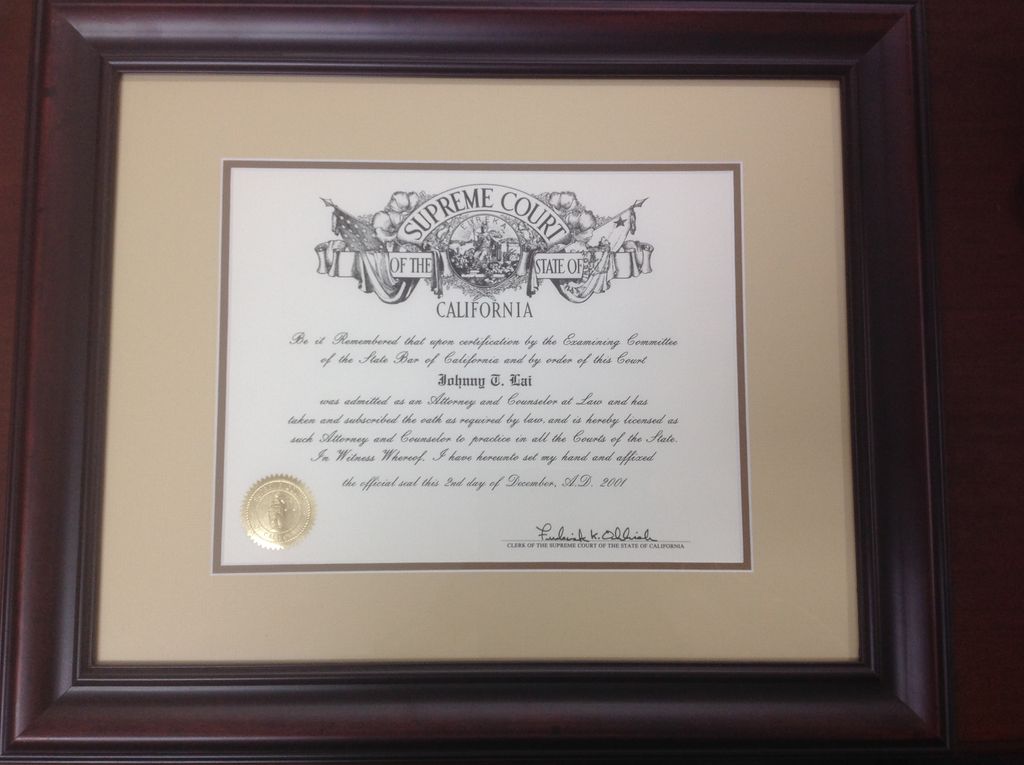 SUPREME COURT
EUREKA
OF THE
STATE OF
CALIFORNIA
Be it Remembered that upon certification by the Examining Committee
of the State Bar of California and by order of this Court
Johnny T. Lai
was admitted as an Attorney and Counselor at Law and has
taken and subscribed the oath as required by law, and is hereby licensed as
such Attorney and Counselor to practice in all the Courts of the State.
In Witness Whereof, I have hereunto set my hand and affixed
the official seal this 2nd day of December, A.D. 2001
Frederick K. Ohlrich
CLERK OF THE SUPREME COURT OF THE STATE OF CALIFORNIA